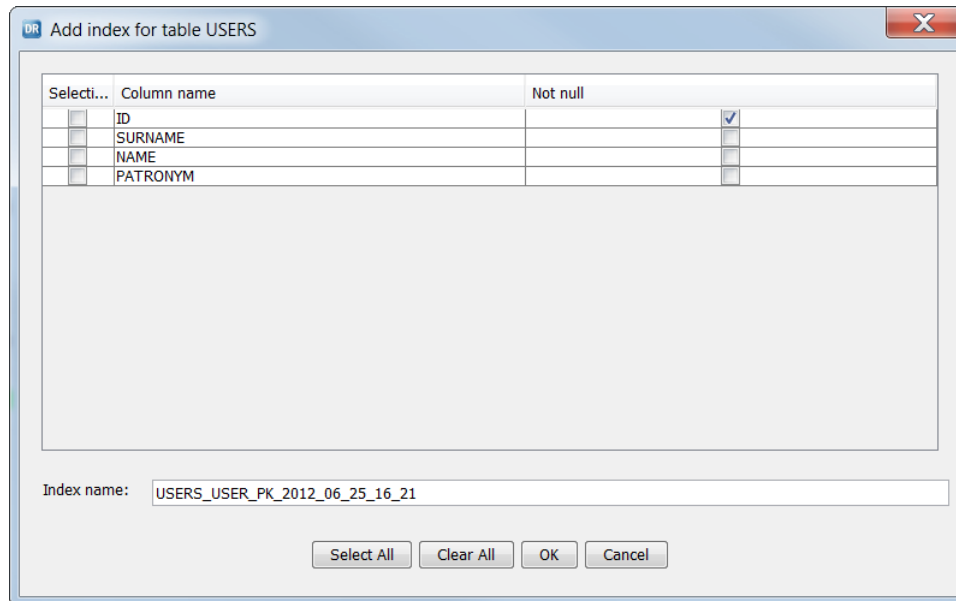 DR Add index for table USERS
Selecti... Column name Not null
ID
SURNAME
NAME
PATRONYM
Index name: USERS_USER_PK_2012_06_25_16_21
Select All Clear All OK Cancel